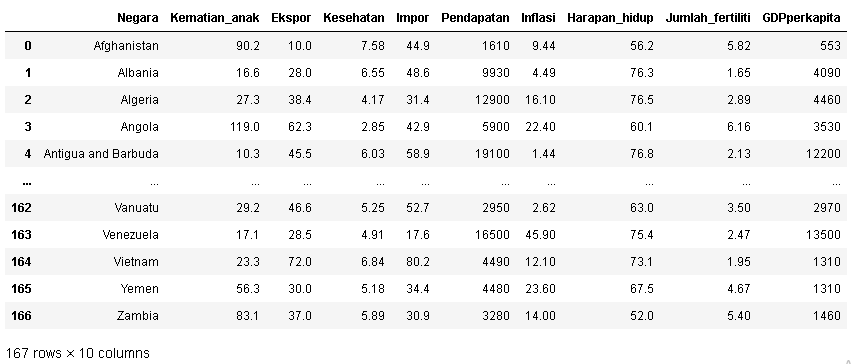 Negara Kematian_anak Ekspor Kesehatan Impor Pendapatan Inflasi Harapan_hidup Jumlah_fertiliti GDPperkapita
0 Afghanistan 90.2 10.0 7.58 44.9 1610 9.44 56.2 5.82 553
1 Albania 16.6 28.0 6.55 48.6 9930 4.49 76.3 1.65 4090
2 Algeria 27.3 38.4 4.17 31.4 12900 16.10 76.5 2.89 4460
3 Angola 119.0 62.3 2.85 42.9 5900 22.40 60.1 6.16 3530
4 Antigua and Barbuda 10.3 45.5 6.03 58.9 19100 1.44 76.8 2.13 12200
... ... ... ... ... ... ... ... ... ... ...
162 Vanuatu 29.2 46.6 5.25 52.7 2950 2.62 63.0 3.50 2970
163 Venezuela 17.1 28.5 4.91 17.6 16500 45.90 75.4 2.47 13500
164 Vietnam 23.3 72.0 6.84 80.2 4490 12.10 73.1 1.95 1310
165 Yemen 56.3 30.0 5.18 34.4 4480 23.60 67.5 4.67 1310
166 Zambia 83.1 37.0 5.89 30.9 3280 14.00 52.0 5.40 1460
167 rows × 10 columns